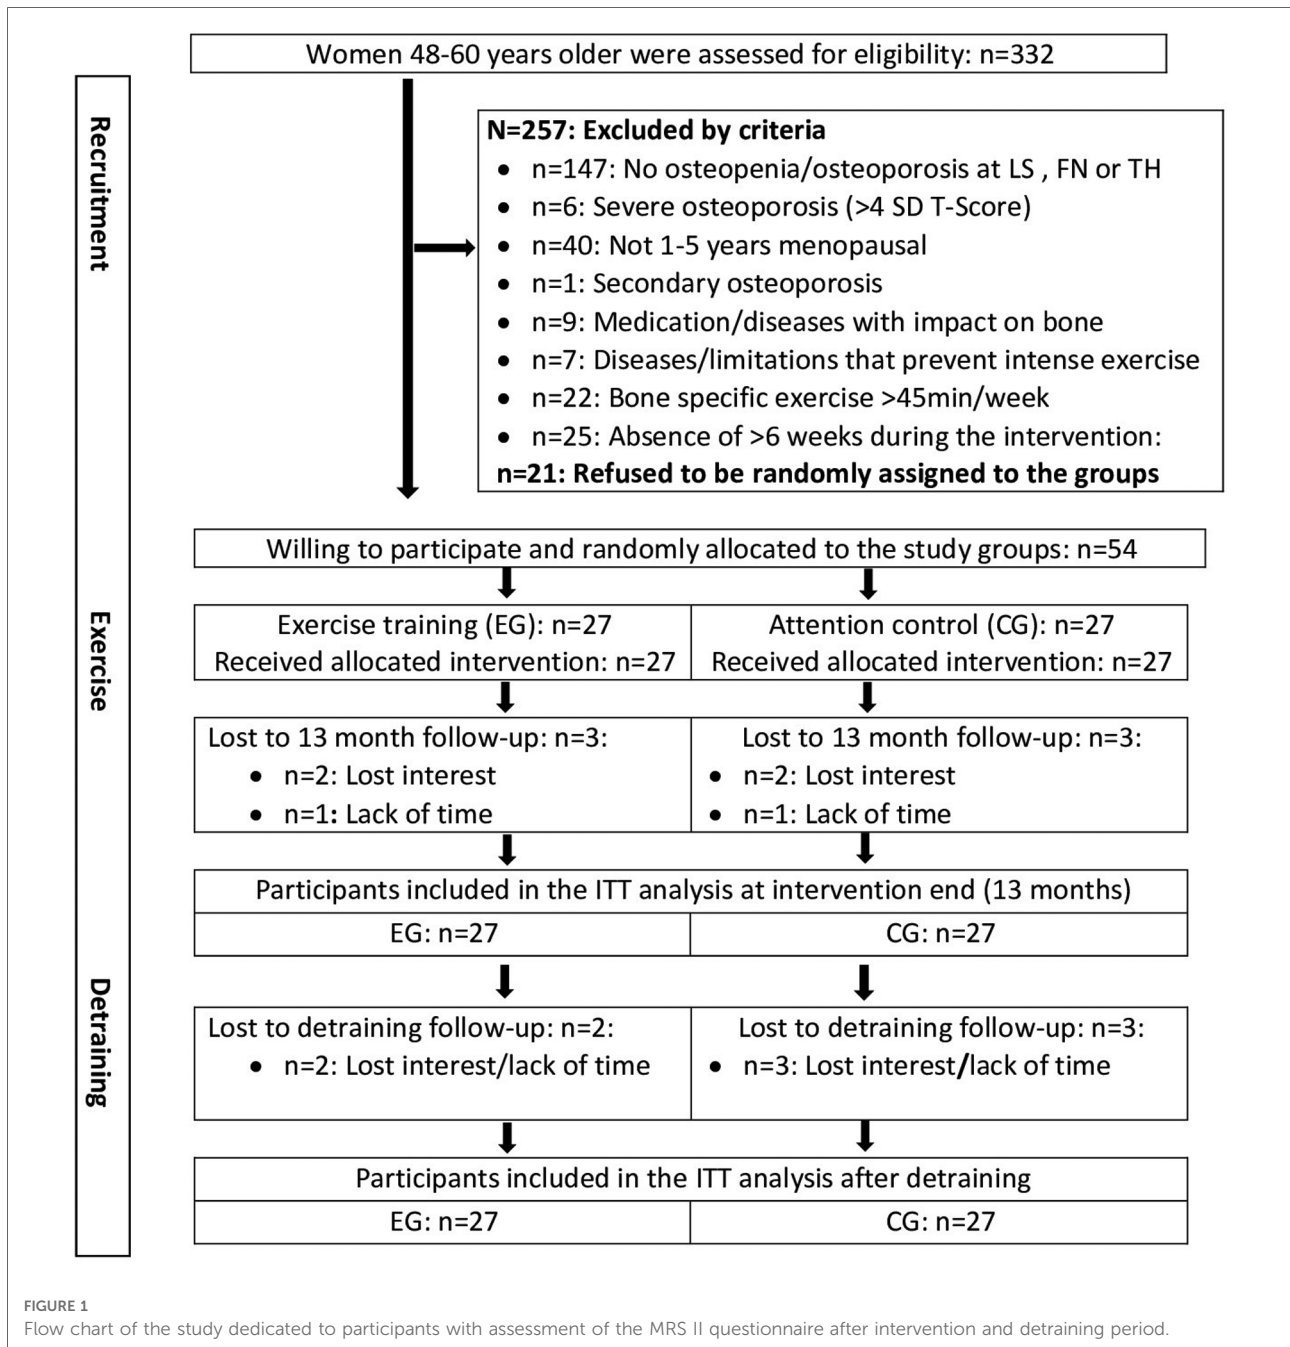 Women 48-60 years older were assessed for eligibility: n=332
Recruitment
N=257: Excluded by criteria
• n=147: No osteopenia/osteoporosis at LS , FN or TH
• n=6: Severe osteoporosis (>4 SD T-Score)
• n=40: Not 1-5 years menopausal
• n=1: Secondary osteoporosis
• n=9: Medication/diseases with impact on bone
• n=7: Diseases/limitations that prevent intense exercise
• n=22: Bone specific exercise >45min/week
• n=25: Absence of >6 weeks during the intervention:
n=21: Refused to be randomly assigned to the groups
Willing to participate and randomly allocated to the study groups: n=54
Exercise
Exercise training (EG): n=27
Received allocated intervention: n=27
Attention control (CG): n=27
Received allocated intervention: n=27
Lost to 13 month follow-up: n=3:
• n=2: Lost interest
• n=1: Lack of time
Lost to 13 month follow-up: n=3:
• n=2: Lost interest
• n=1: Lack of time
Participants included in the ITT analysis at intervention end (13 months)
EG: n=27
CG: n=27
Detraining
Lost to detraining follow-up: n=2:
• n=2: Lost interest/lack of time
Lost to detraining follow-up: n=3:
• n=3: Lost interest/lack of time
Participants included in the ITT analysis after detraining
EG: n=27
CG: n=27
FIGURE 1
Flow chart of the study dedicated to participants with assessment of the MRS II questionnaire after intervention and detraining period.